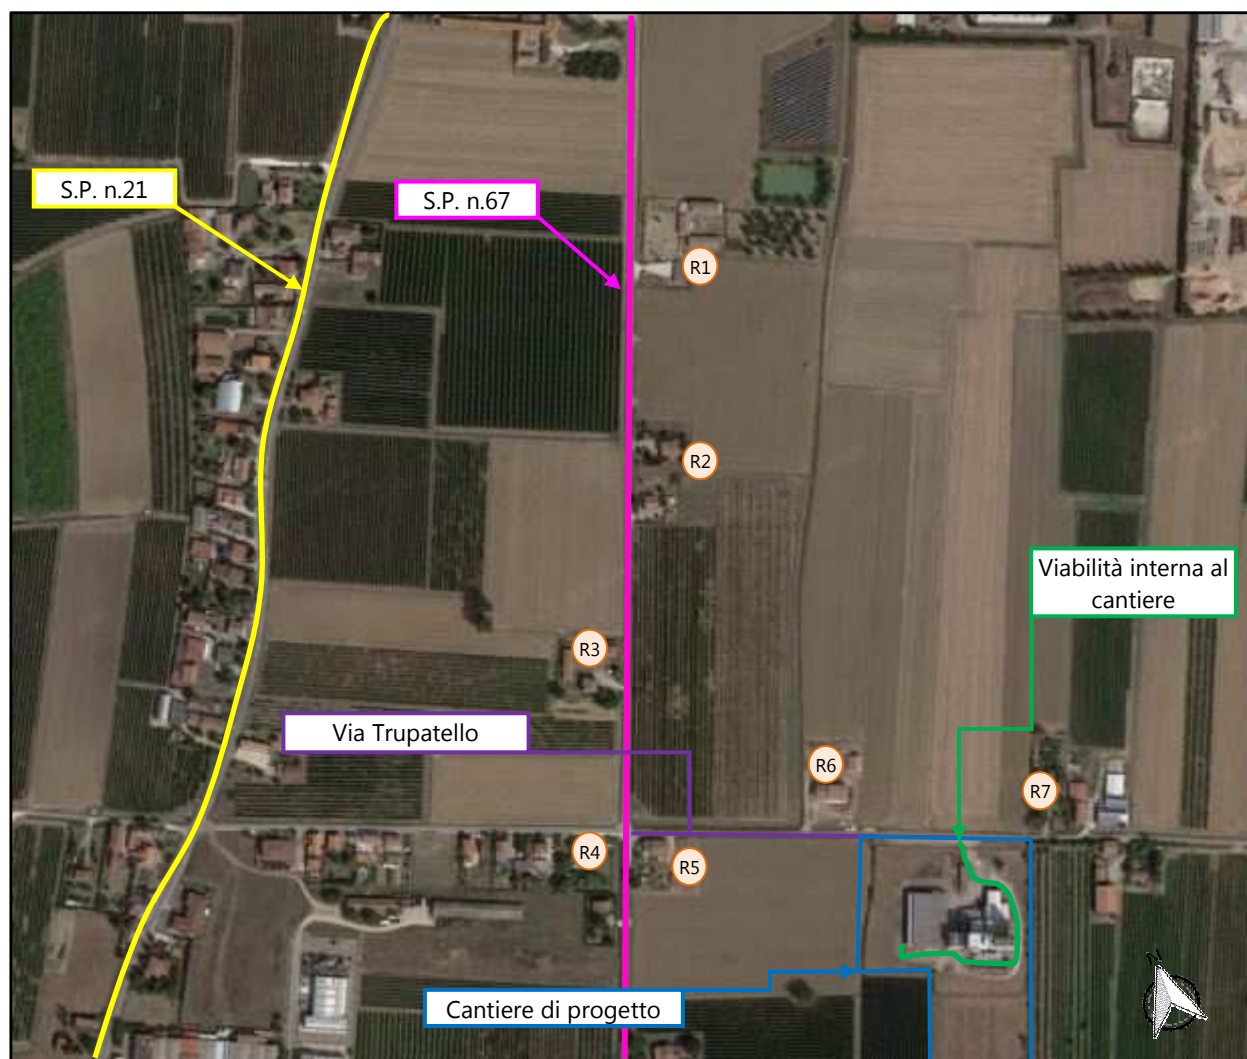 S.P. n.21
S.P. n.67
R1
R2
Viabilità interna al
cantiere
R3
Via Trupatello
R6
R7
R4
R5
Cantiere di progetto
N